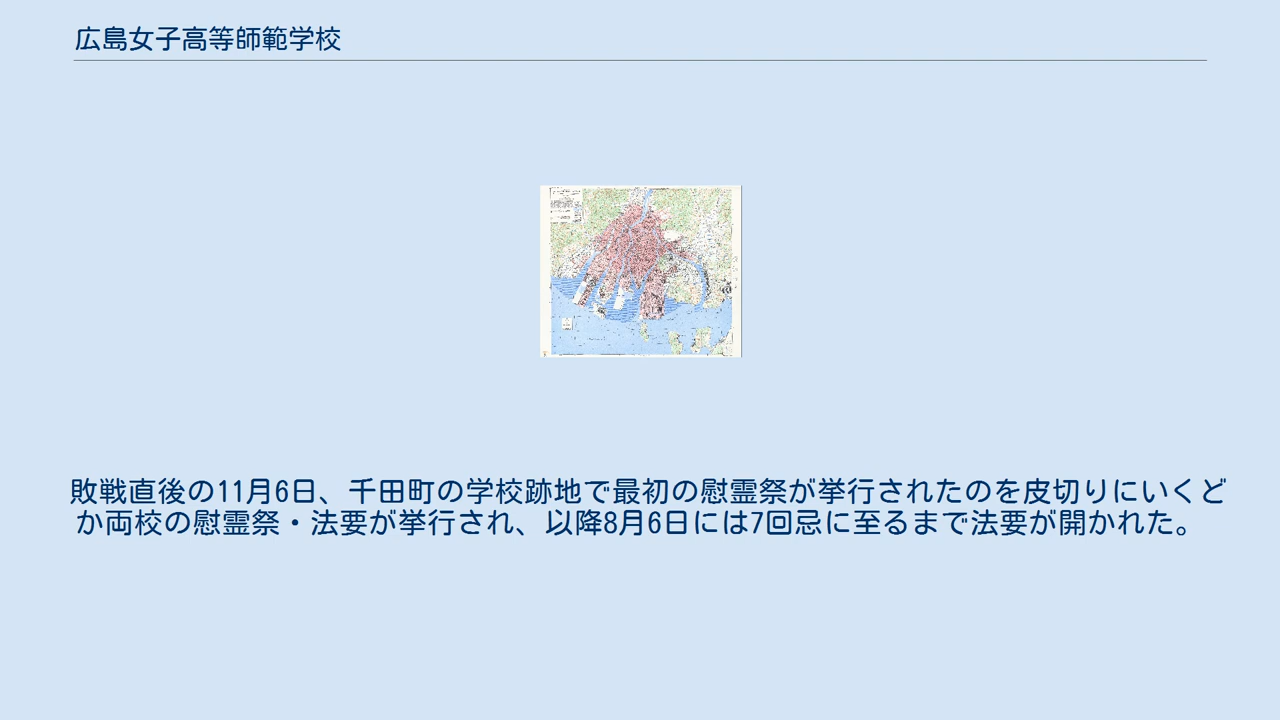 広島女子高等師範学校
敗戦直後の11月6日、千田町の学校跡地で最初の慰霊祭が挙行されたのを皮切りにいくど
か両校の慰霊祭・法要が挙行され、以降8月6日には7回忌に至るまで法要が開かれた。